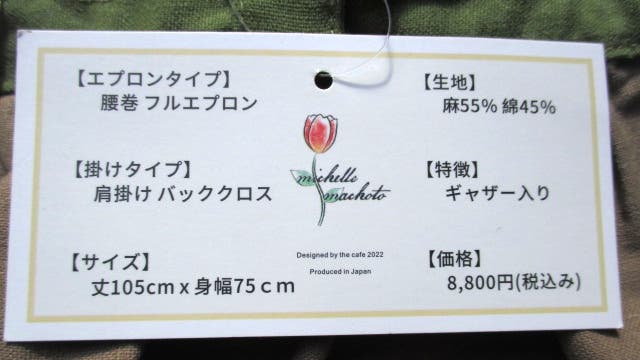 【エプロンタイプ】
腰巻 フルエプロン
【掛けタイプ】
肩掛け バッククロス
【サイズ】
丈105cm x 身幅75ｃｍ
michelle
machoto
Designed by the cafe 2022
Produced in Japan
【生地】
麻55% 綿45%
【特徴】
ギャザー入り
【価格】
8,800円(税込み)